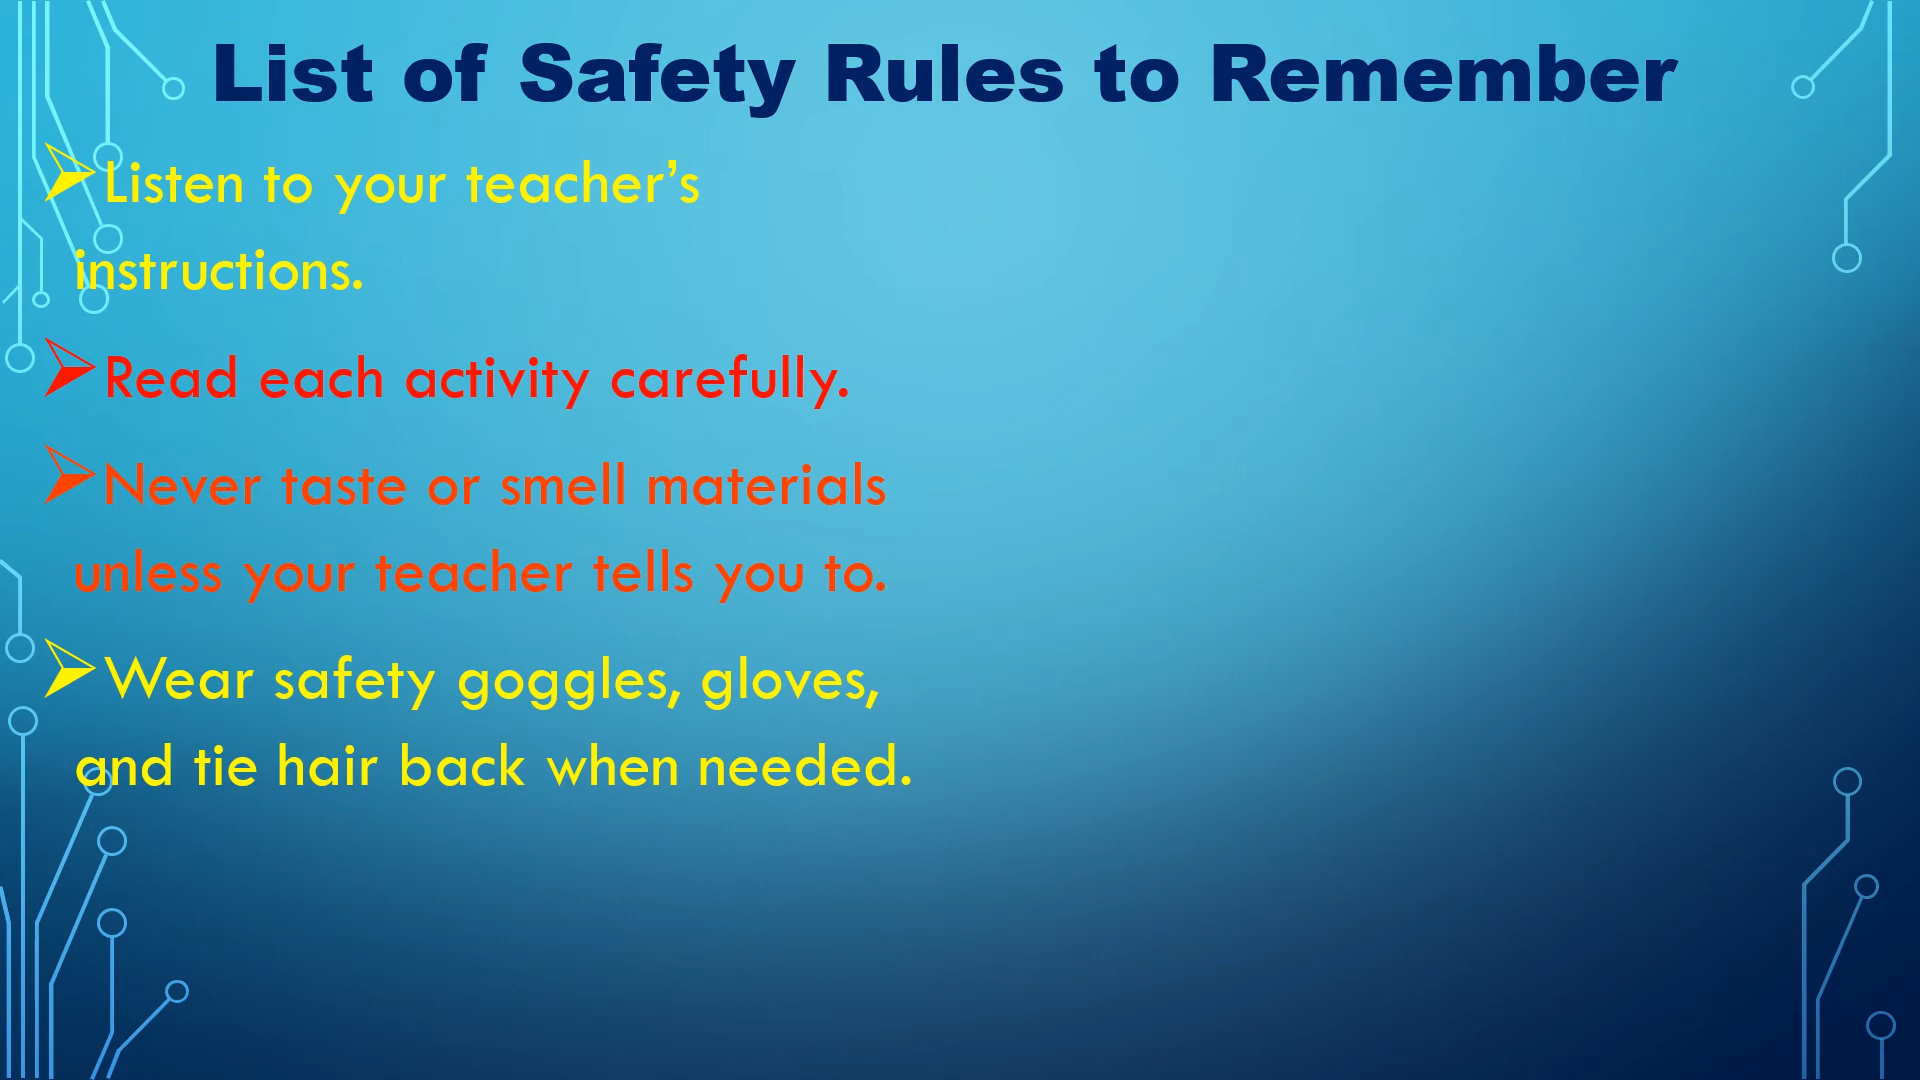 List of Safety Rules to Remember
Listen to your teacher’s
instructions.
Read each activity carefully.
Never taste or smell materials
unless your teacher tells you to.
Wear safety goggles, gloves,
and tie hair back when needed.